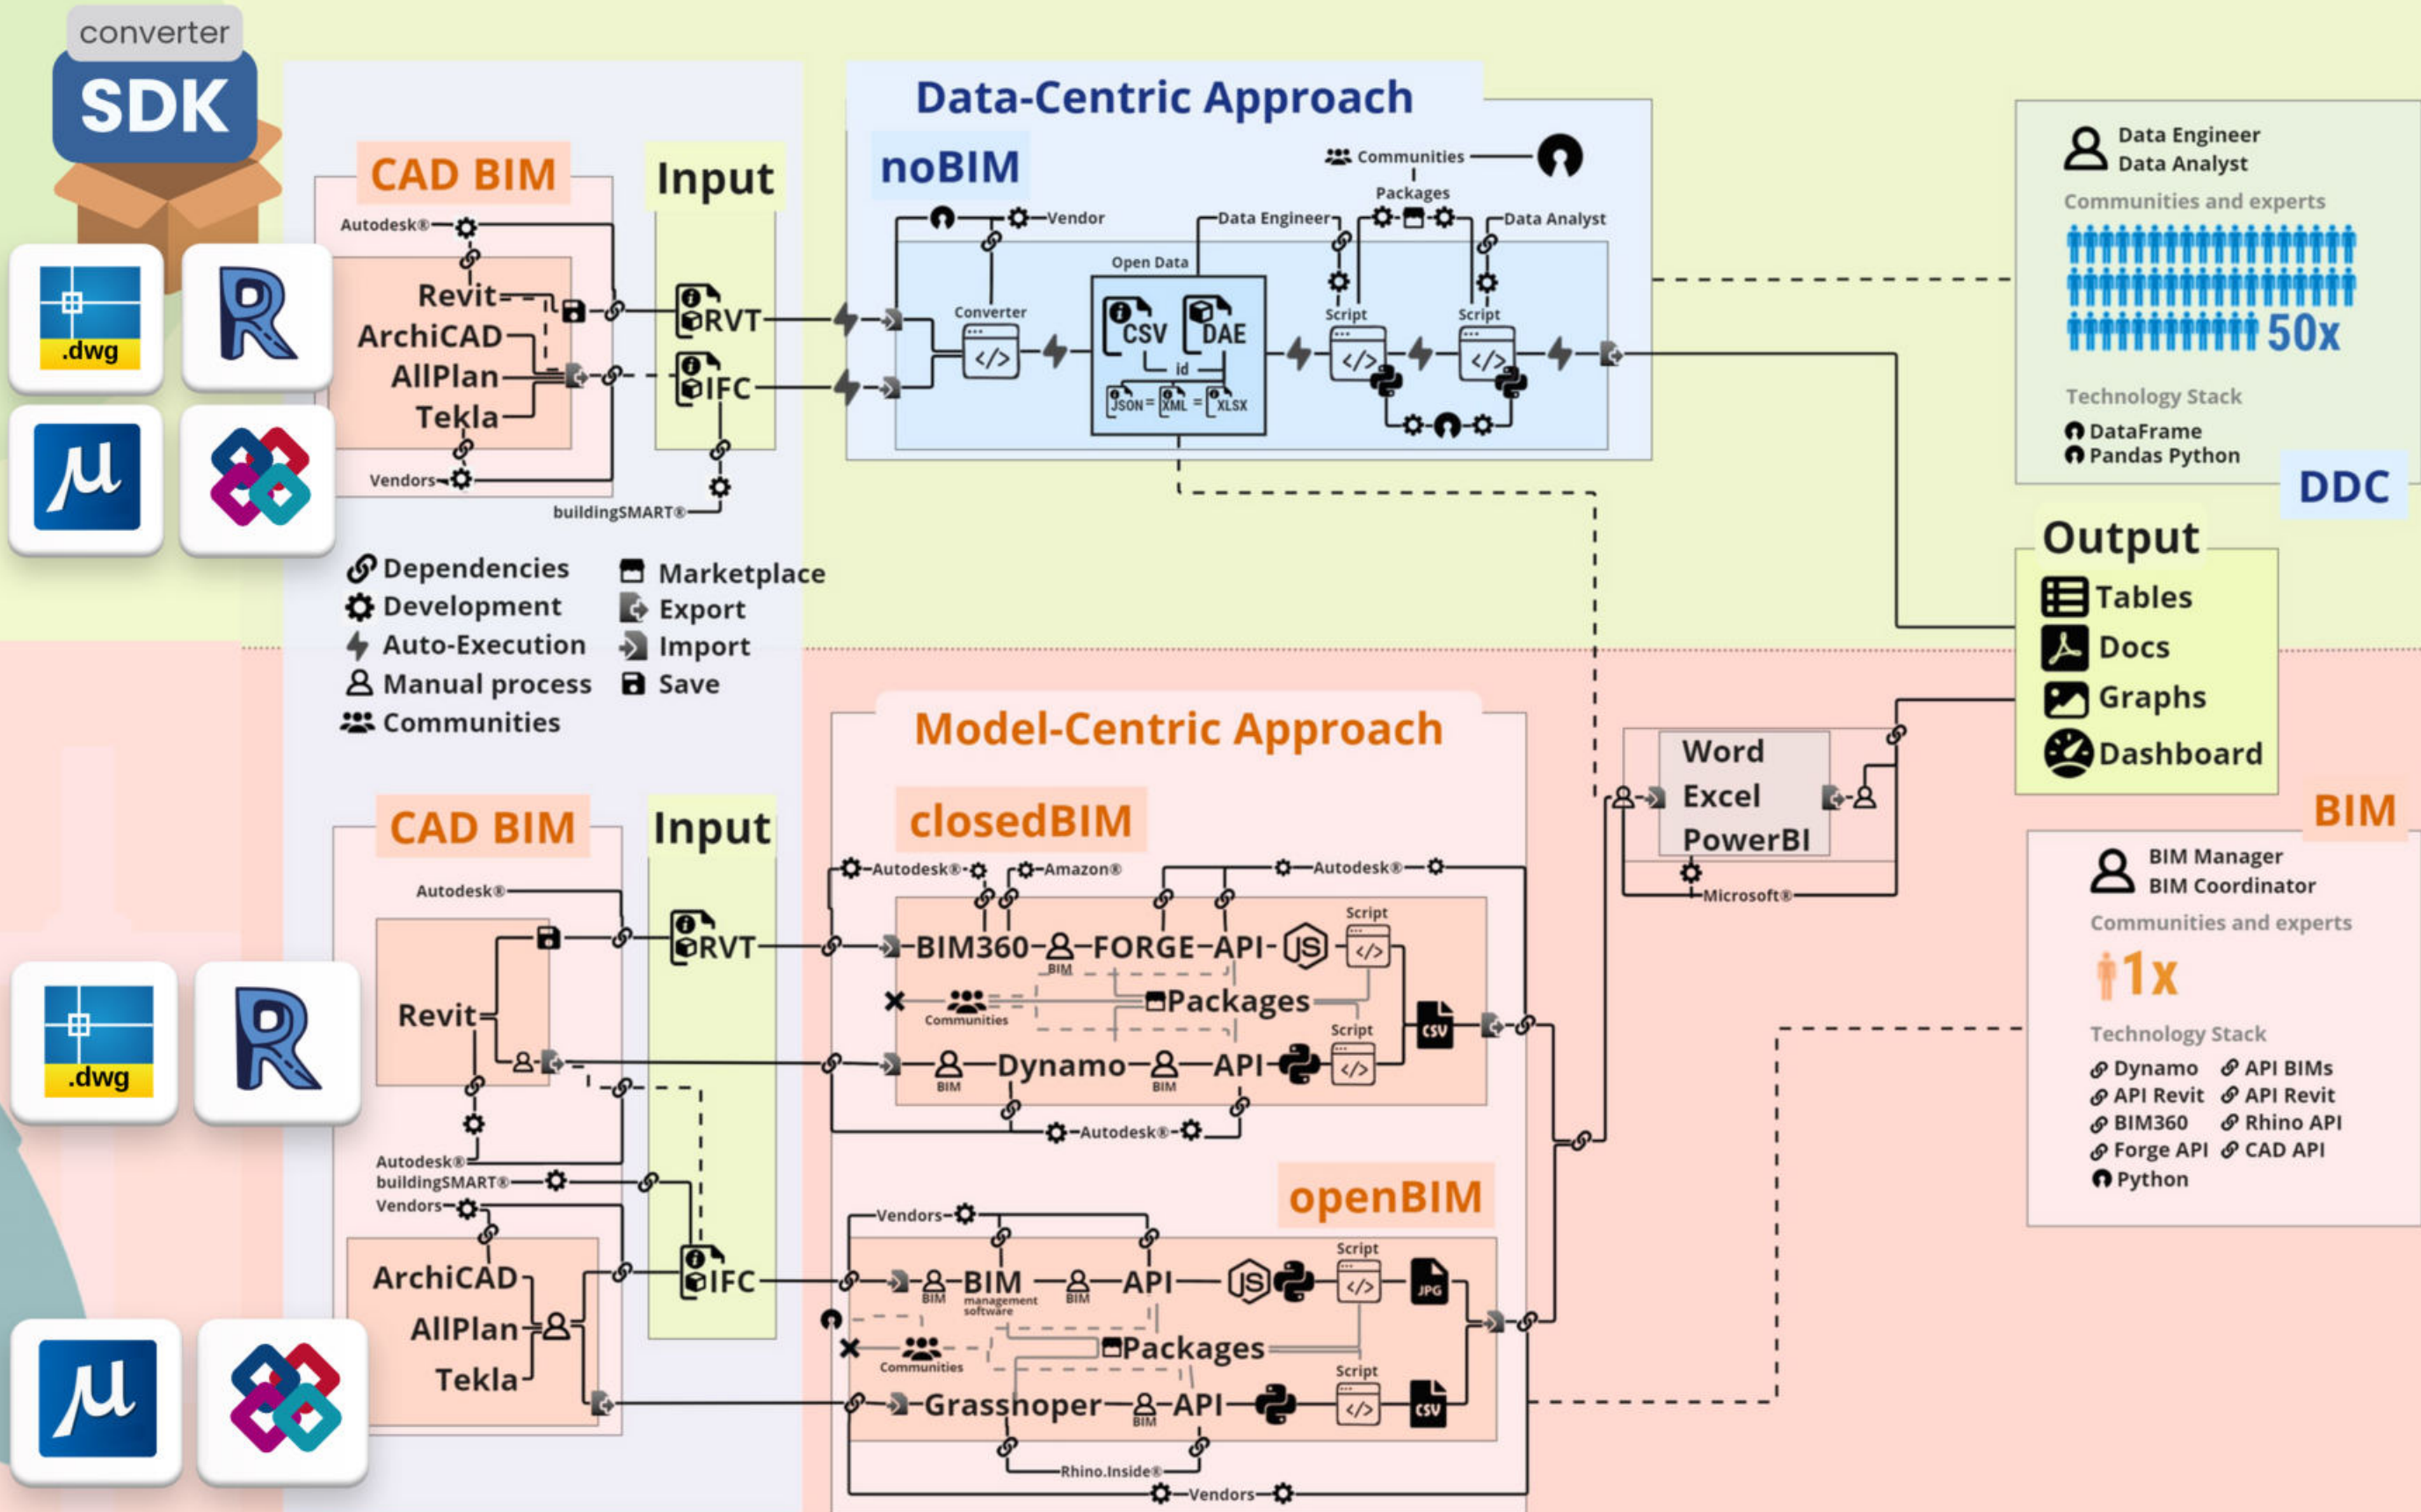 converter
SDK
.dwg
CAD BIM
Autodesk®
Revit
ArchiCAD
AllPlan
Tekla
Vendors
buildingSMART®
Input
RVT
IFC
Data-Centric Approach
noBIM
Communities
Packages
Vendor
Data Engineer
Data Analyst
Open Data
Converter
CSV
DAE
id
JSON = XML = XLSX
Script
Script
Data Engineer
Data Analyst
Communities and experts
50x
Technology Stack
DataFrame
Pandas Python
DDC
Dependencies
Development
Auto-Execution
Manual process
Communities
Marketplace
Export
Import
Save
Output
Tables
Docs
Graphs
Dashboard
Model-Centric Approach
closedBIM
Autodesk®
Amazon®
Autodesk®
BIM360
BIM
FORGE
API
JS
Script
Communities
Packages
CSV
BIM
Dynamo
BIM
API
Script
Autodesk®
Word
Excel
PowerBI
Microsoft®
BIM
BIM Manager
BIM Coordinator
Communities and experts
1x
Technology Stack
Dynamo
API BIMs
API Revit
API Revit
BIM360
Rhino API
Forge API
CAD API
Python
.dwg
CAD BIM
Autodesk®
Revit
Autodesk®
buildingSMART®
Vendors
ArchiCAD
AllPlan
Tekla
Input
RVT
IFC
openBIM
Vendors
BIM
BIM
management
software
BIM
API
JS
Script
JPG
Communities
Packages
Grasshoper
BIM
API
Script
CSV
Rhino.Inside®
Vendors
μ
μ